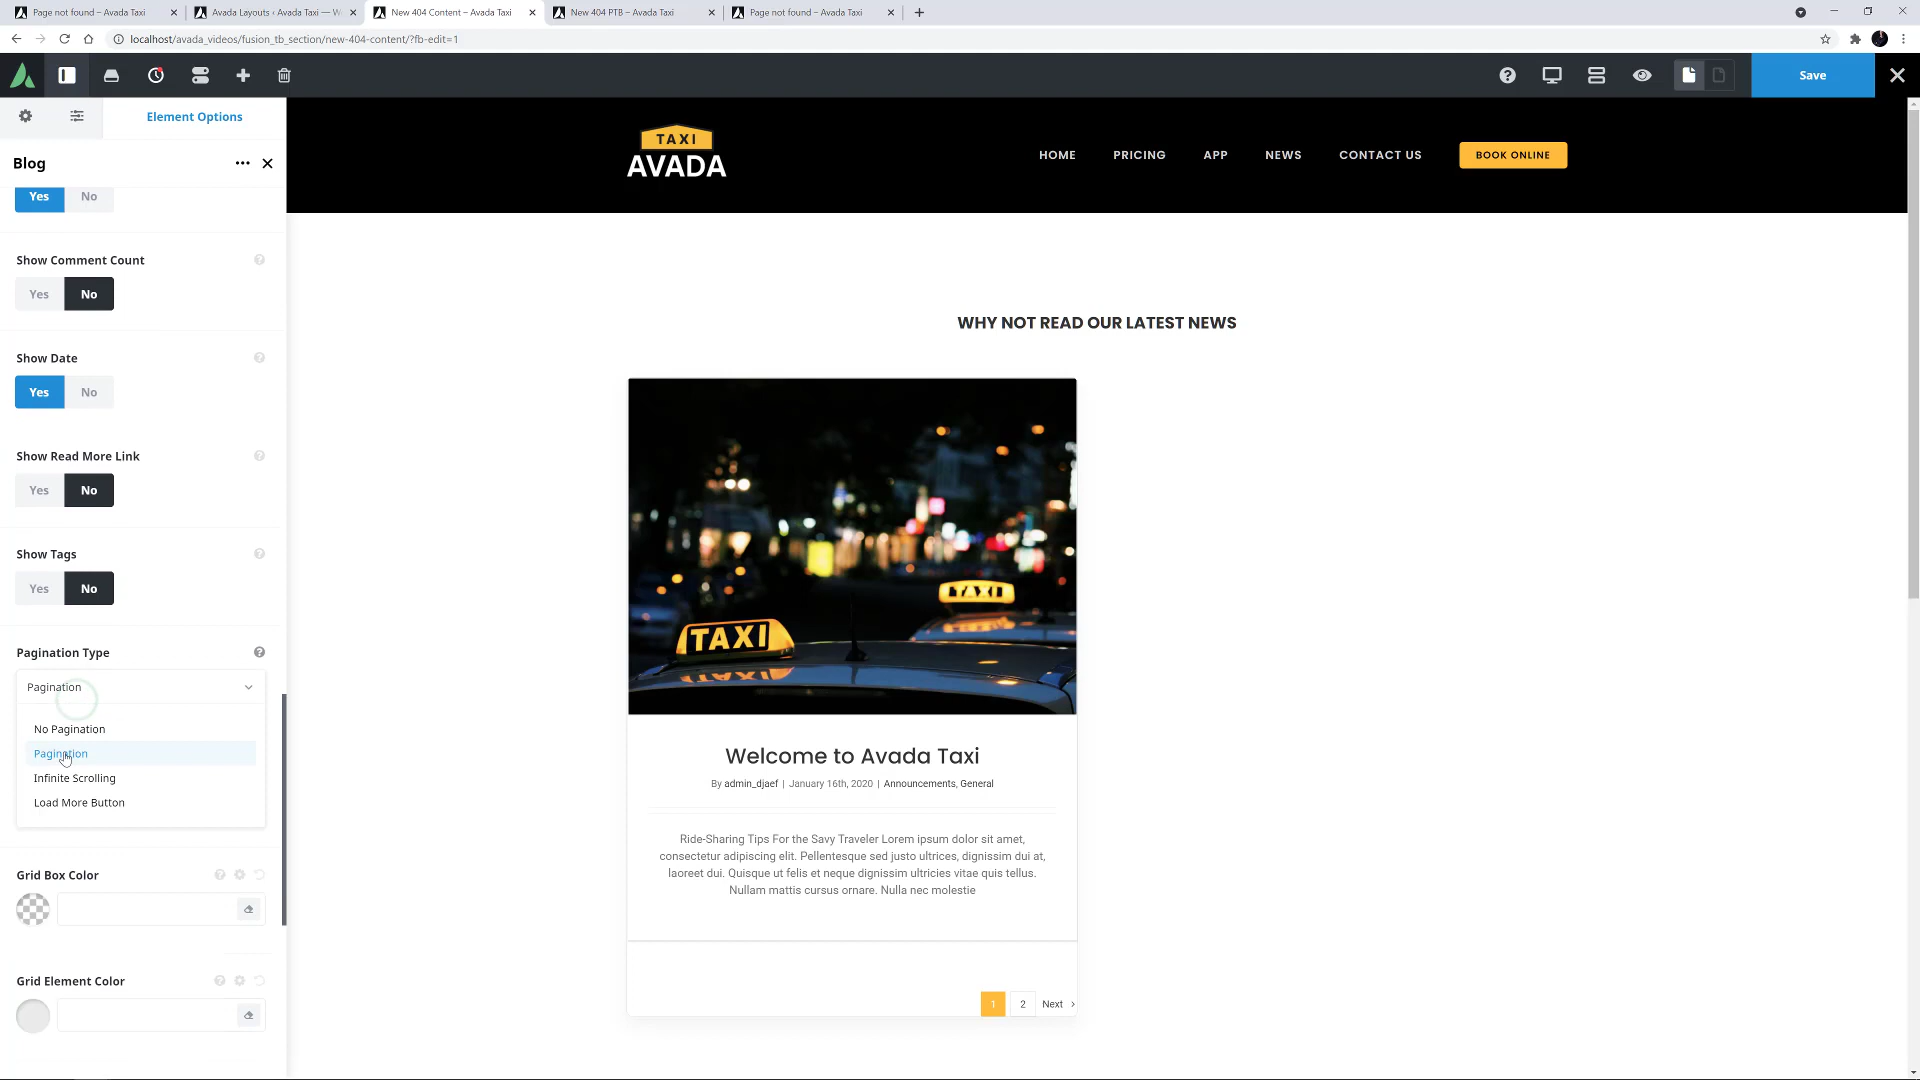 Page not found – Avada Taxi
Avada Layouts ‹ Avada Taxi — W
New 404 Content – Avada Taxi
New 404 PTB – Avada Taxi
Page not found – Avada Taxi
localhost/avada_videos/fusion_tb_section/new-404-content/?fb-edit=1
Save
Element Options
Blog
Yes No
Show Comment Count
Yes No
Show Date
Yes No
Show Read More Link
Yes No
Show Tags
Yes No
Pagination Type
Pagination
No Pagination
Pagination
Infinite Scrolling
Load More Button
Grid Box Color
Grid Element Color
TAXI
AVADA
HOME PRICING APP NEWS CONTACT US BOOK ONLINE
WHY NOT READ OUR LATEST NEWS
TAXI
TAXI
Welcome to Avada Taxi
By admin_djaef | January 16th, 2020 | Announcements, General
Ride-Sharing Tips For the Savy Traveler Lorem ipsum dolor sit amet,
consectetur adipiscing elit. Pellentesque sed justo ultrices, dignissim dui at,
laoreet dui. Quisque ut felis et neque dignissim ultricies vitae quis tellus.
Nullam mattis cursus ornare. Nulla nec molestie
1 2 Next ›